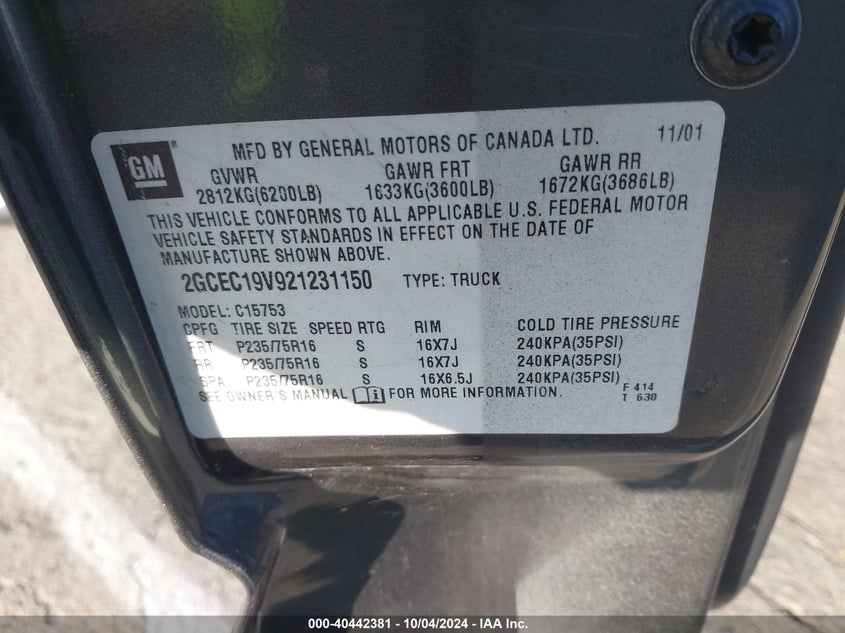 GM ®
MFD BY GENERAL MOTORS OF CANADA LTD. 11/01
GVWR GAWR FRT GAWR RR
2812KG(6200LB) 1633KG(3600LB) 1672KG(3686LB)
THIS VEHICLE CONFORMS TO ALL APPLICABLE U.S. FEDERAL MOTOR
VEHICLE SAFETY STANDARDS IN EFFECT ON THE DATE OF
MANUFACTURE SHOWN ABOVE.
2GCEC19V921231150 TYPE: TRUCK
MODEL: C15753
CPFG TIRE SIZE SPEED RTG RIM COLD TIRE PRESSURE
FRT P235/75R16 S 16X7J 240KPA(35PSI)
RR P235/75R16 S 16X7J 240KPA(35PSI)
SPA P235/75R16 S 16X6.5J 240KPA(35PSI)
SEE OWNER'S MANUAL i FOR MORE INFORMATION.
F 414
T 630
000-40442381 - 10/04/2024 - IAA Inc.